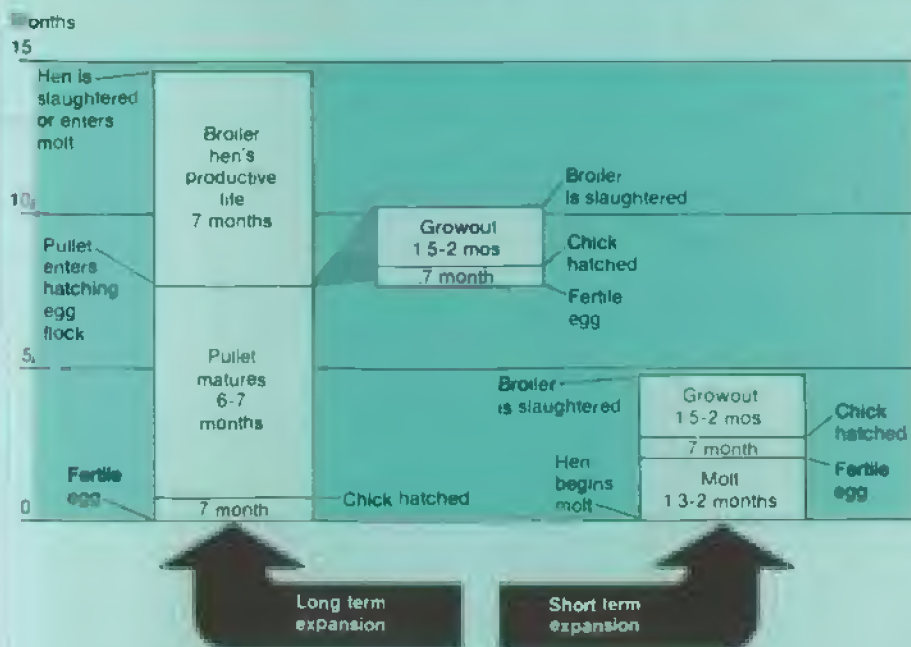 Months
15
Hen is
slaughtered
or enters
molt
Broiler
hen's
productive
life
7 months
10
Broiler
is slaughtered
Growout
1 5-2 mos
Chick
hatched
.7 month
Fertile
egg
Pullet
enters
hatching
egg
flock
5
Pullet
matures
6-7
months
Broiler
is slaughtered
Growout
1 5-2 mos
Chick
hatched
7 month
Hen
begins
molt
Molt
1 3-2 months
Fertile
egg
Fertile
egg
0
7 month
Chick hatched
Long term
expansion
Short term
expansion